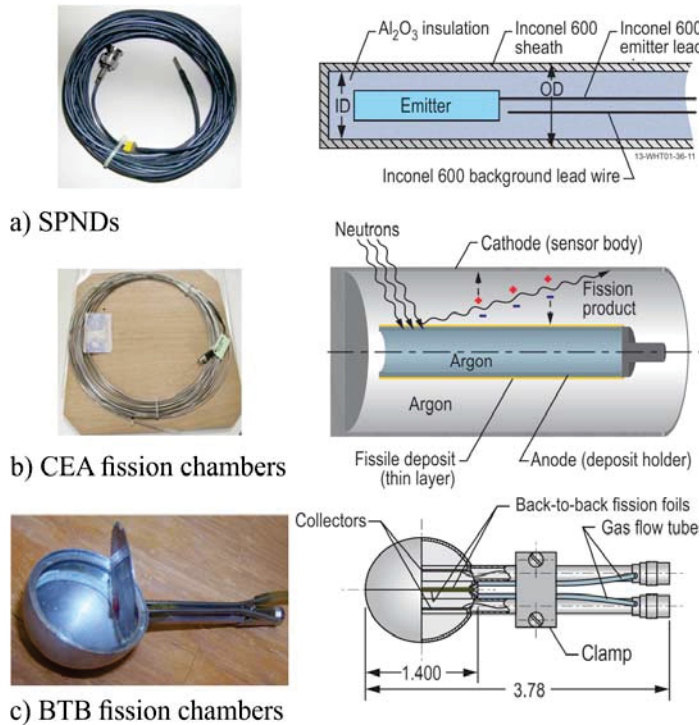 Al₂O₃ insulation
Inconel 600
sheath
Inconel 600
emitter lead
ID
Emitter
OD
13-WHT01-36-11
Inconel 600 background lead wire
a) SPNDs
Neutrons
Cathode (sensor body)
Fission
product
Argon
Argon
Fissile deposit
(thin layer)
Anode (deposit holder)
b) CEA fission chambers
Collectors
Back-to-back fission foils
Gas flow tube
Clamp
1.400
3.78
c) BTB fission chambers